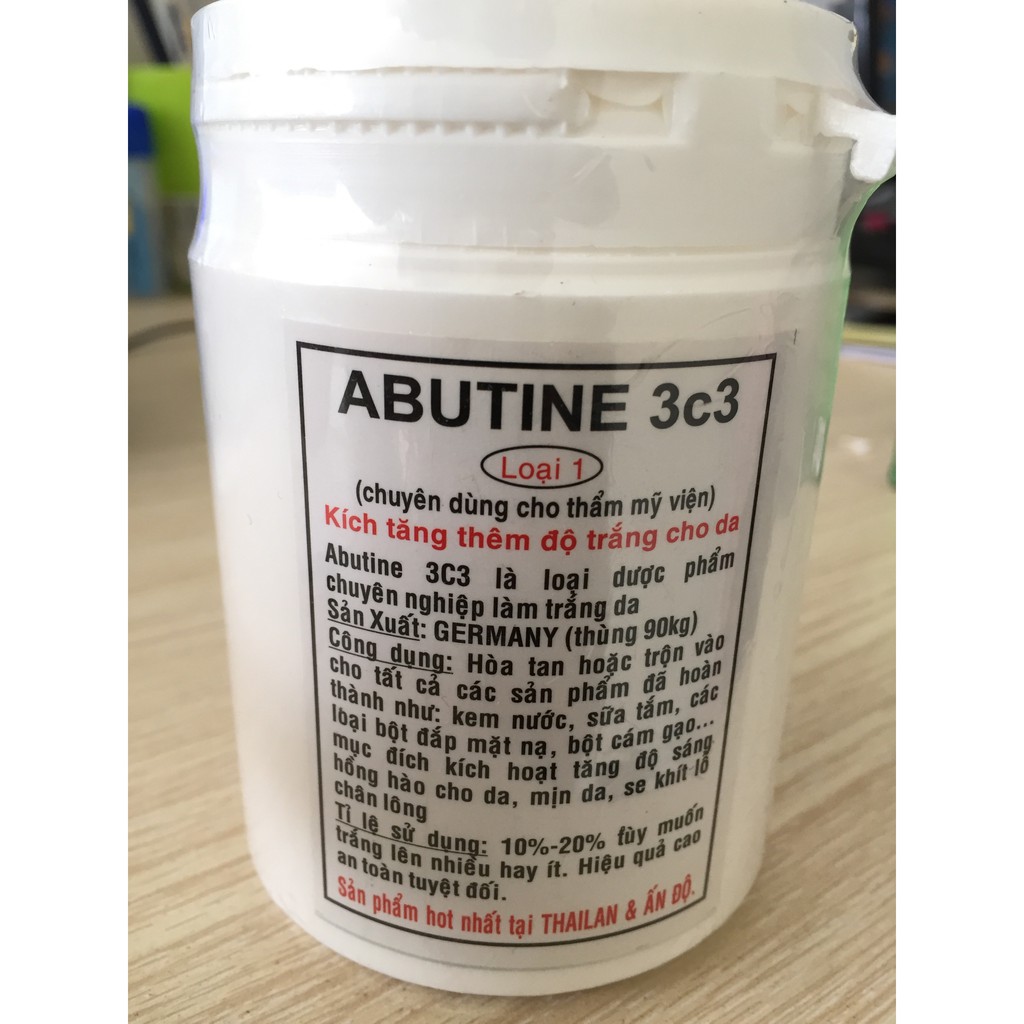 ABUTINE 3c3
Loại 1
(chuyên dùng cho thẩm mỹ viện)
Kích tăng thêm độ trắng cho da
Abutine 3C3 là loại dược phẩm
chuyên nghiệp làm trắng da
Sản Xuất: GERMANY (thùng 90kg)
Công dụng: Hòa tan hoặc trộn vào
cho tất cả các sản phẩm đã hoàn
thành như: kem nước, sữa tắm, các
loại bột đắp mặt nạ, bột cám gạo...
mục đích kích hoạt tăng độ sáng
hồng hào cho da, mịn da, se khít lỗ
chân lông
Tỉ lệ sử dụng: 10%-20% fùy muốn
trắng lên nhiều hay ít. Hiệu quả cao
an toàn tuyệt đối.
Sản phẩm hot nhất tại THAILAN & ẤN ĐỘ.